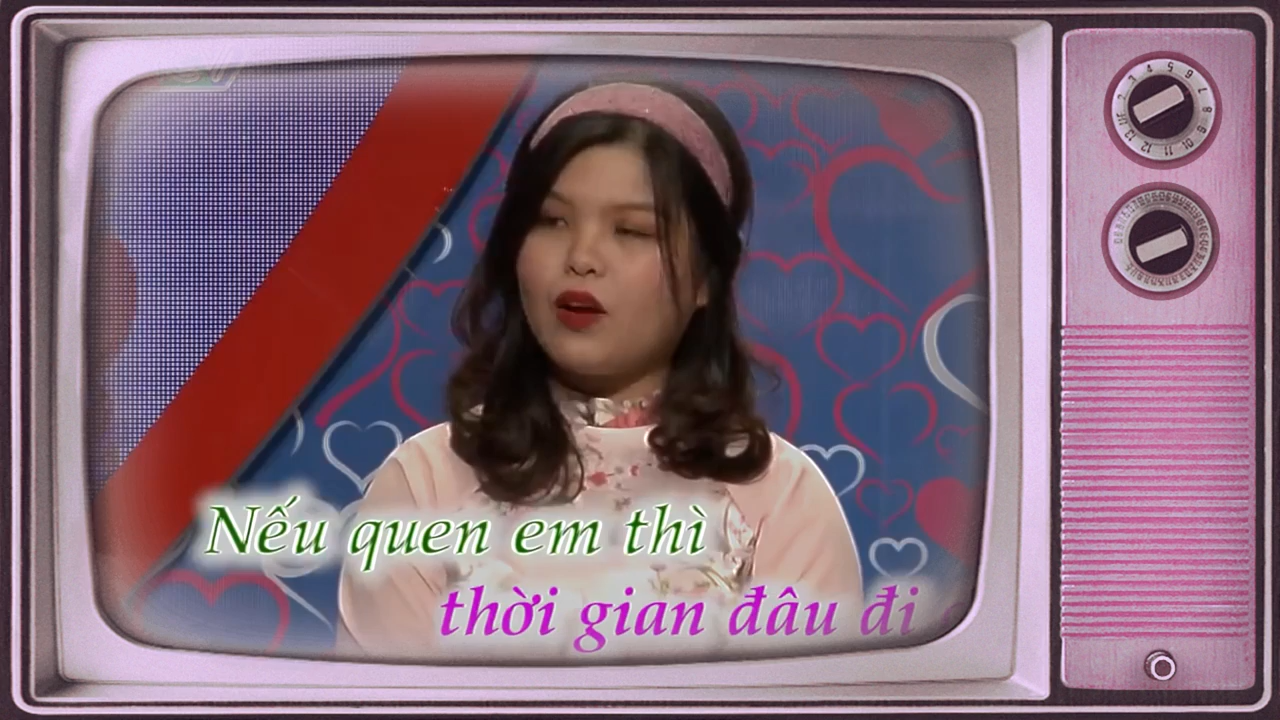 Nếu quen em thì
thời gian đâu đi